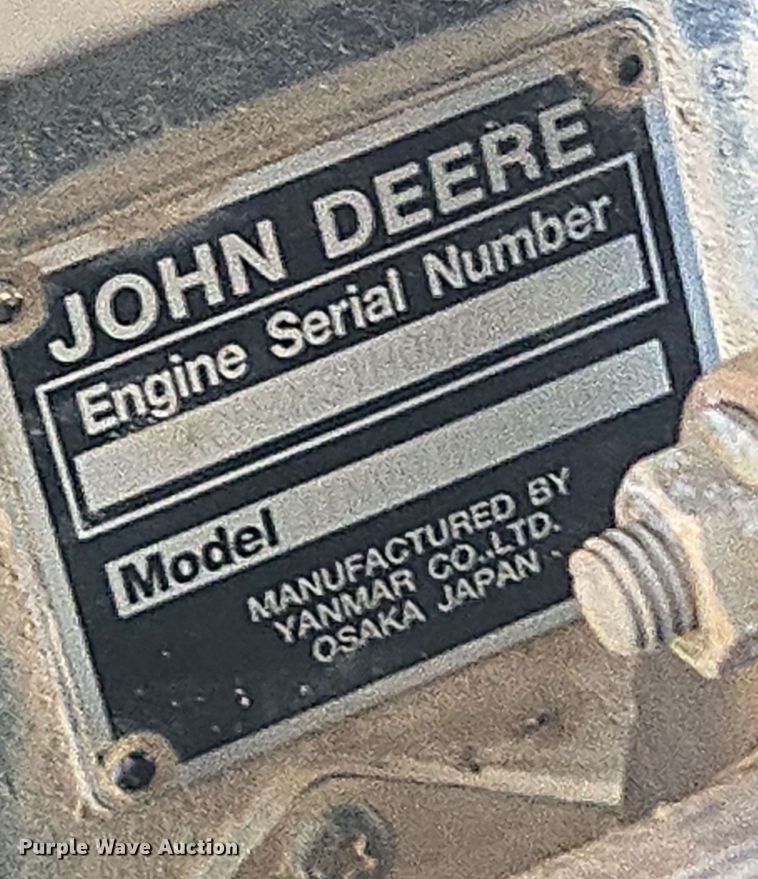 JOHN DEERE
Engine Serial Number
Model
MANUFACTURED BY
YANMAR CO.,LTD.
OSAKA JAPAN
Purple Wave Auction